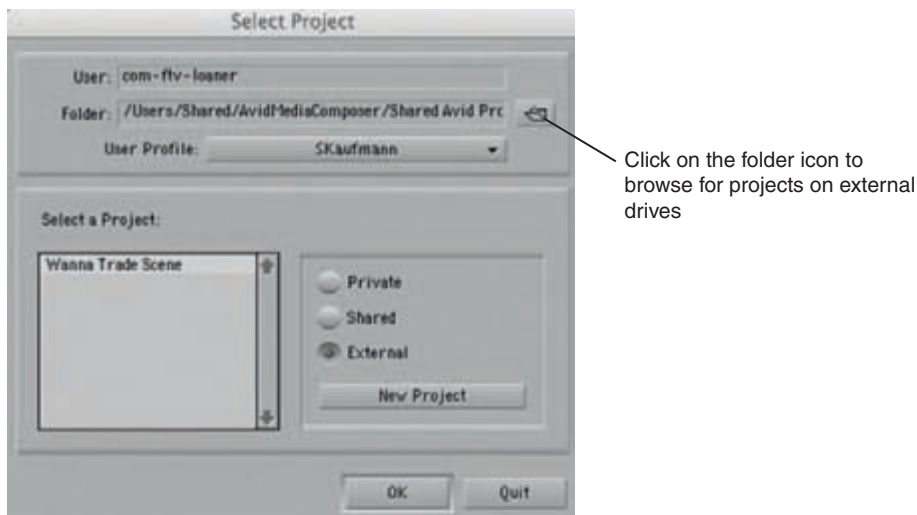 Select Project
User: com-ftv-loaner
Folder: /Users/Shared/AvidMediaComposer/Shared Avid Prc
User Profile: SKaufmann
Click on the folder icon to
browse for projects on external
drives
Select a Project:
Wanna Trade Scene
Private
Shared
External
New Project
OK
Quit